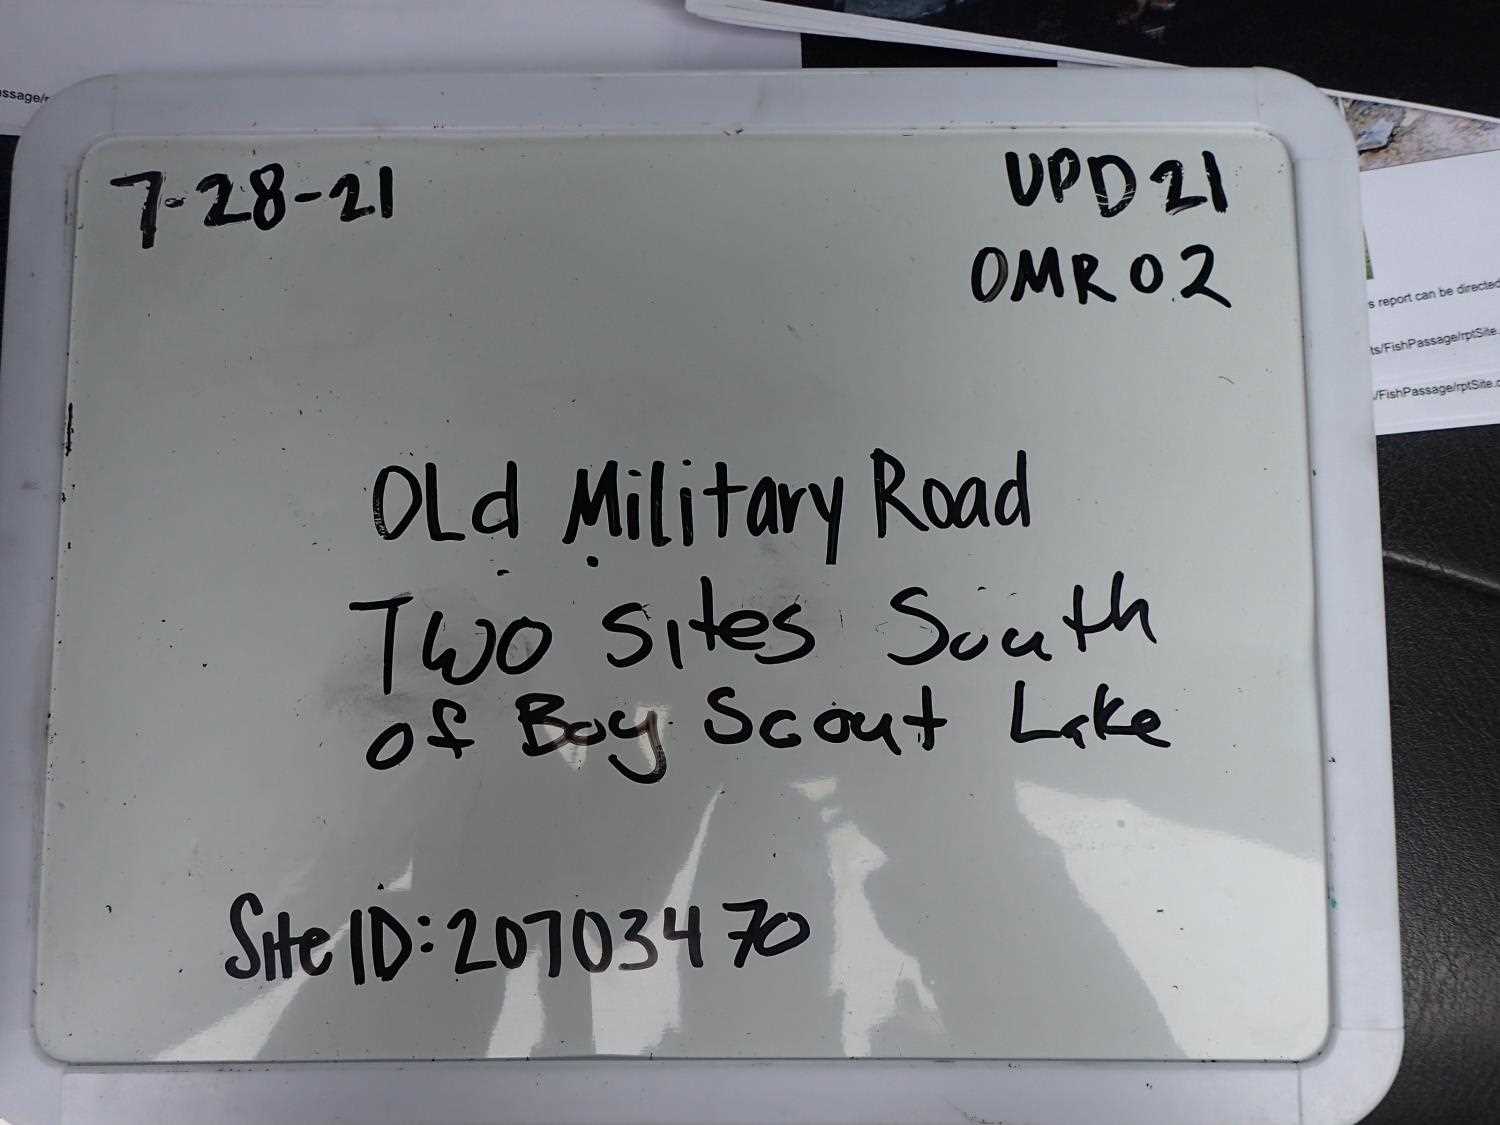 ssage/r
7-28-21
UPD21
OMR02
s report can be directed
OLd Military Road
ts/FishPassage/rptSite.
/FishPassage/rptSite.c
Two Sites South
of Boy Scout Lake
Site ID: 20703470